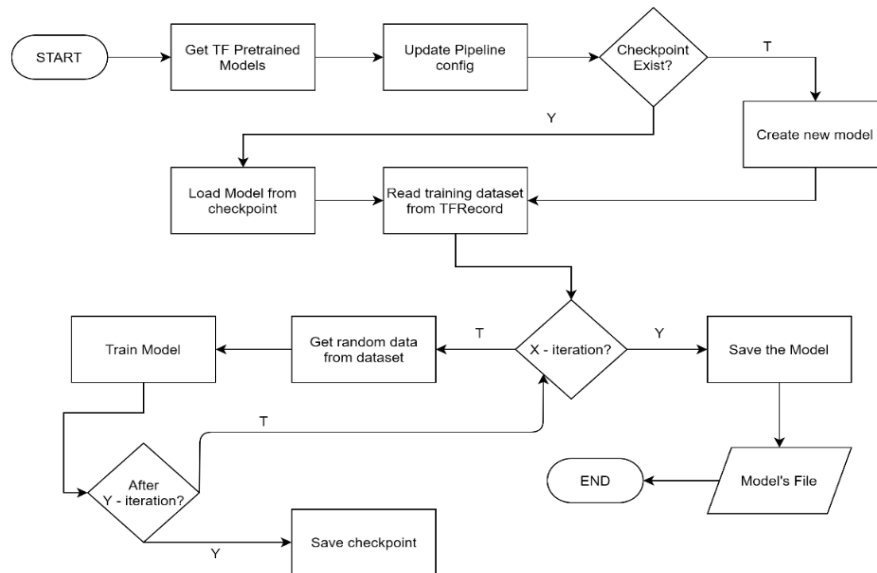 START
Get TF Pretrained
Models
Update Pipeline
config
Checkpoint
Exist?
T
Y
Create new model
Load Model from
checkpoint
Read training dataset
from TFRecord
Train Model
Get random data
from dataset
T
X - iteration?
Y
Save the Model
T
After
Y - iteration?
END
Model's File
Y
Save checkpoint